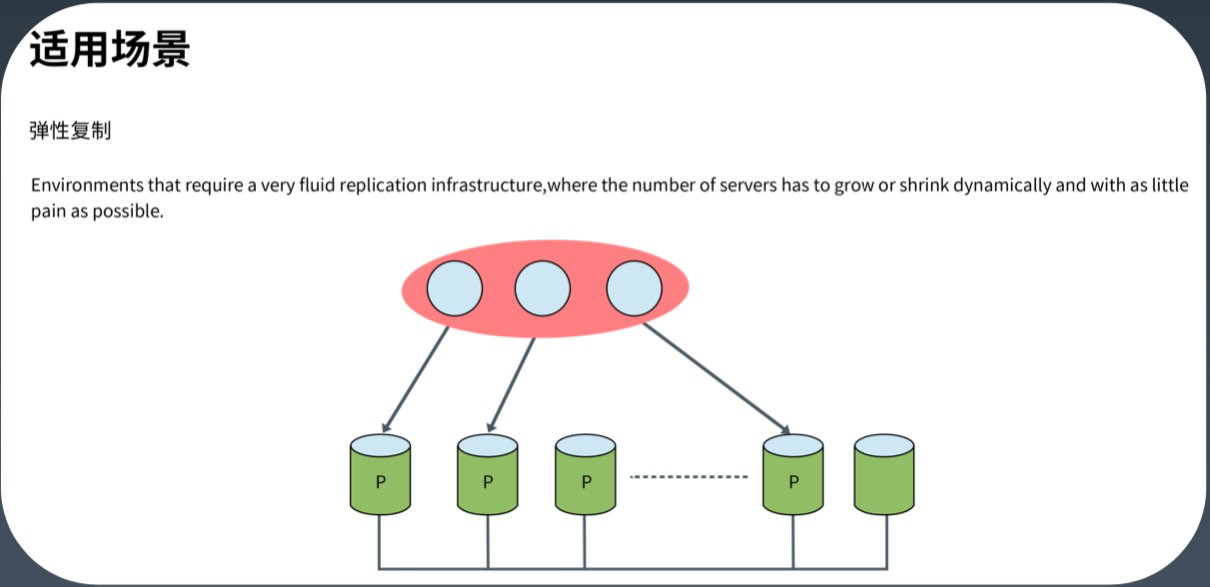 适用场景
弹性复制
Environments that require a very fluid replication infrastructure,where the number of servers has to grow or shrink dynamically and with as little
pain as possible.
P
P
P
P